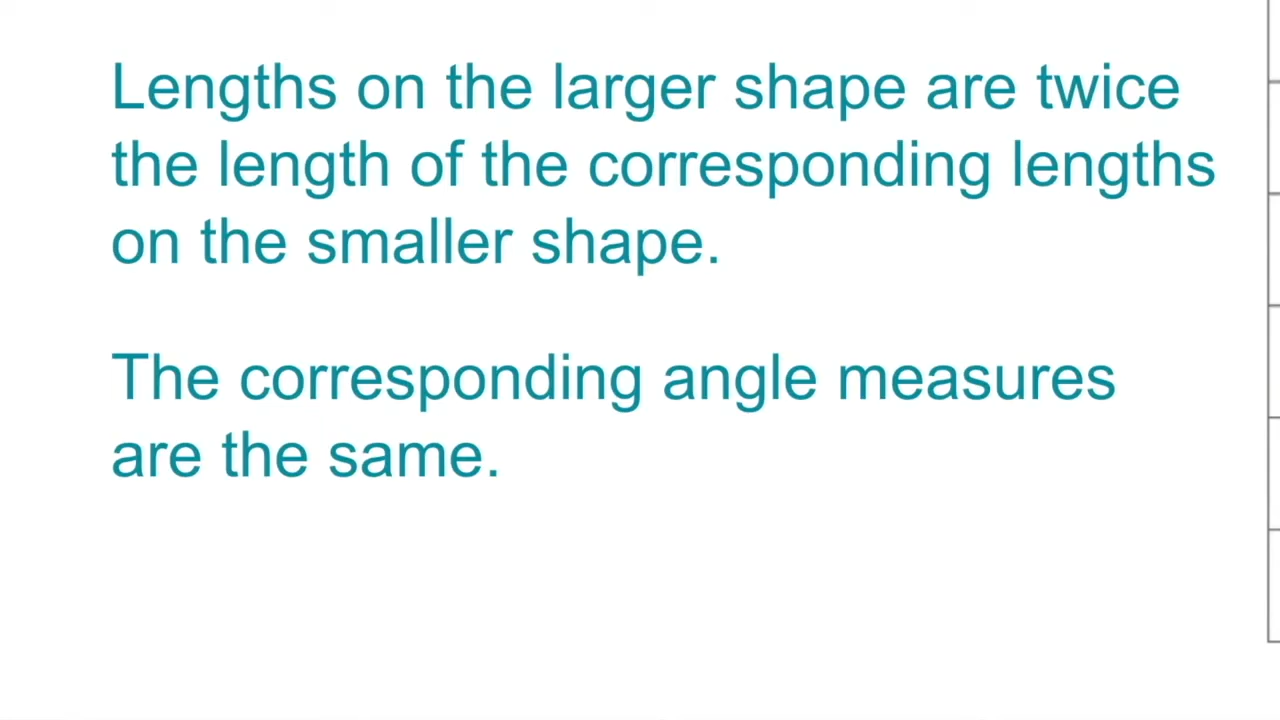 Lengths on the larger shape are twice
the length of the corresponding lengths
on the smaller shape.
The corresponding angle measures
are the same.